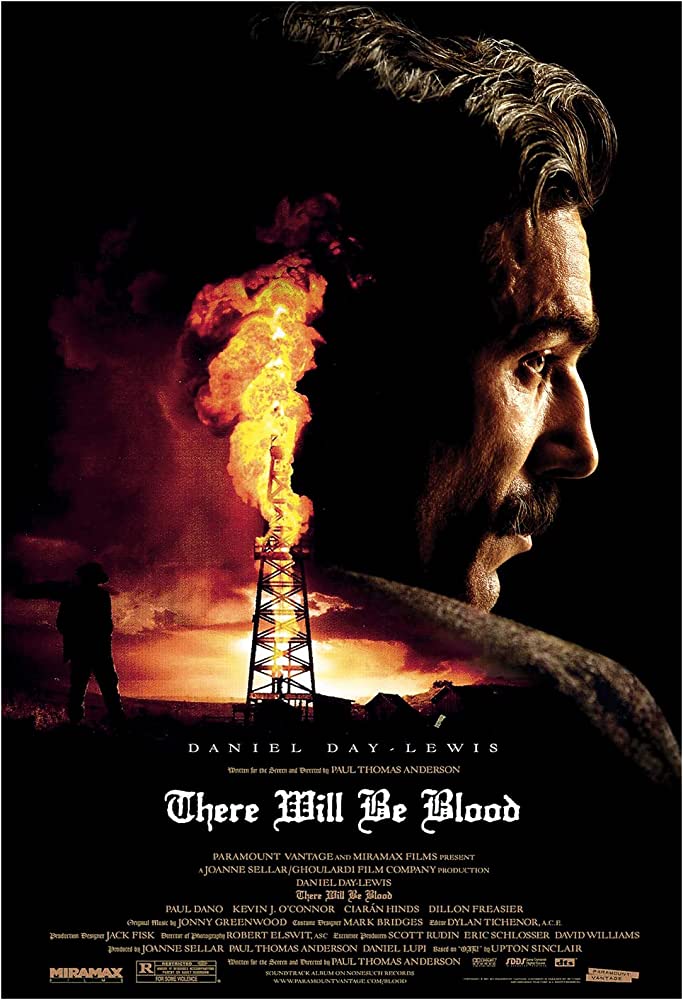 DANIEL DAY-LEWIS
Written for the Screen and Directed by PAUL THOMAS ANDERSON
There Will Be Blood
PARAMOUNT VANTAGE AND MIRAMAX FILMS PRESENT
A JOANNE SELLAR/GHOULARDI FILM COMPANY PRODUCTION
DANIEL DAY-LEWIS
There Will Be Blood
PAUL DANO KEVIN J. O'CONNOR CIARÁN HINDS DILLON FREASIER
Original Music by JONNY GREENWOOD Costume Designer MARK BRIDGES Editor DYLAN TICHENOR, A.C.E.
Production Designer JACK FISK Director of Photography ROBERT ELSWIT, ASC Executive Producers SCOTT RUDIN ERIC SCHLOSSER DAVID WILLIAMS
Produced by JOANNE SELLAR PAUL THOMAS ANDERSON DANIEL LUPI Based on "OIL!" by UPTON SINCLAIR
Written for the Screen and Directed by PAUL THOMAS ANDERSON
MIRAMAX
R RESTRICTED
FOR SOME VIOLENCE
SOUNDTRACK ALBUM ON NONESUCH RECORDS
WWW.PARAMOUNTVANTAGE.COM/BLOOD
DOLBY
SDDS
dts
PARAMOUNT
VANTAGE